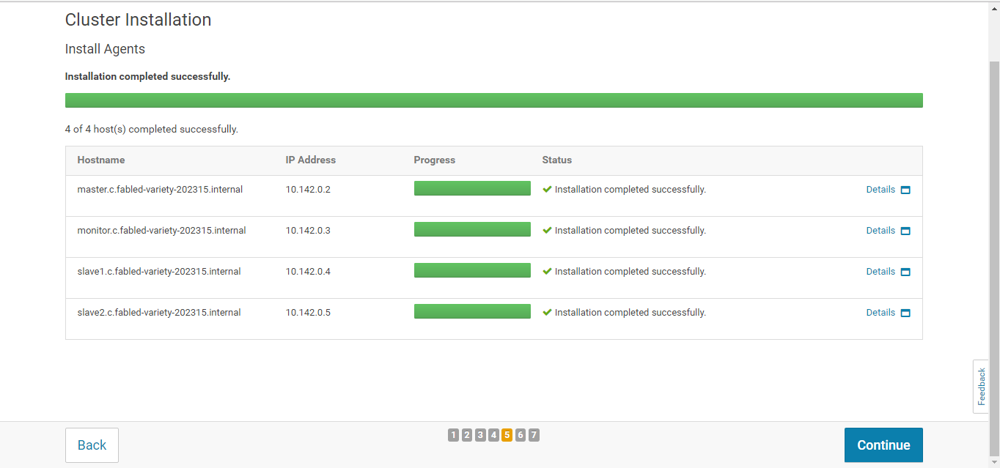 Cluster Installation
Install Agents
Installation completed successfully.
4 of 4 host(s) completed successfully.
Hostname IP Address Progress Status
master.c.fabled-variety-202315.internal 10.142.0.2 Installation completed successfully. Details
monitor.c.fabled-variety-202315.internal 10.142.0.3 Installation completed successfully. Details
slave1.c.fabled-variety-202315.internal 10.142.0.4 Installation completed successfully. Details
slave2.c.fabled-variety-202315.internal 10.142.0.5 Installation completed successfully. Details
Feedback
Back 1 2 3 4 5 6 7 Continue